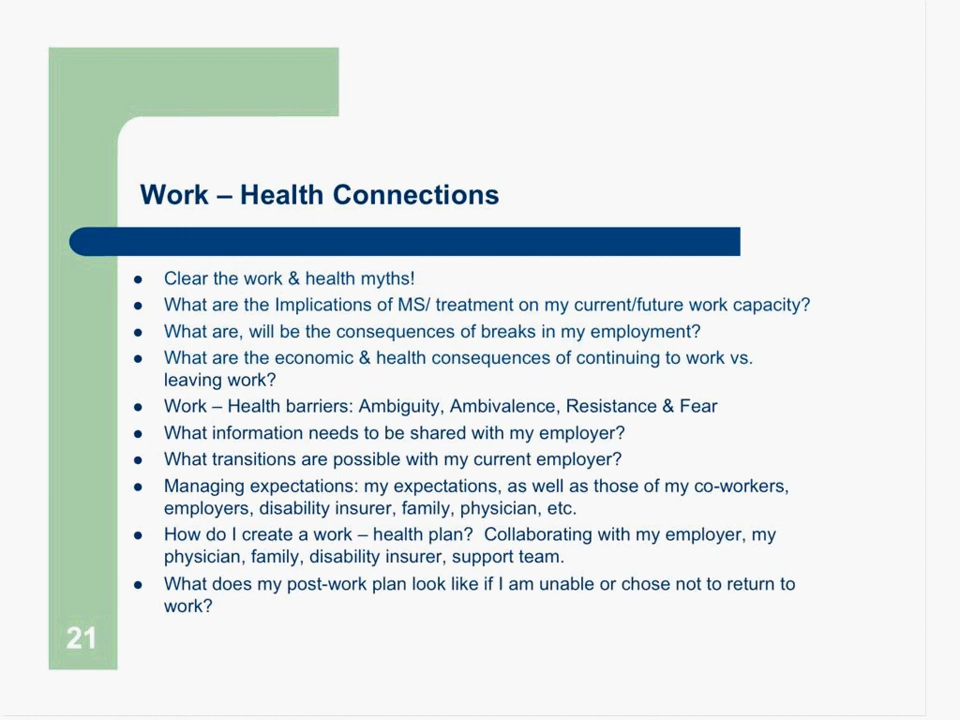 Work – Health Connections
● Clear the work & health myths!
● What are the Implications of MS/ treatment on my current/future work capacity?
● What are, will be the consequences of breaks in my employment?
● What are the economic & health consequences of continuing to work vs.
leaving work?
● Work – Health barriers: Ambiguity, Ambivalence, Resistance & Fear
● What information needs to be shared with my employer?
● What transitions are possible with my current employer?
● Managing expectations: my expectations, as well as those of my co-workers,
employers, disability insurer, family, physician, etc.
● How do I create a work – health plan?  Collaborating with my employer, my
physician, family, disability insurer, support team.
● What does my post-work plan look like if I am unable or chose not to return to
work?
21